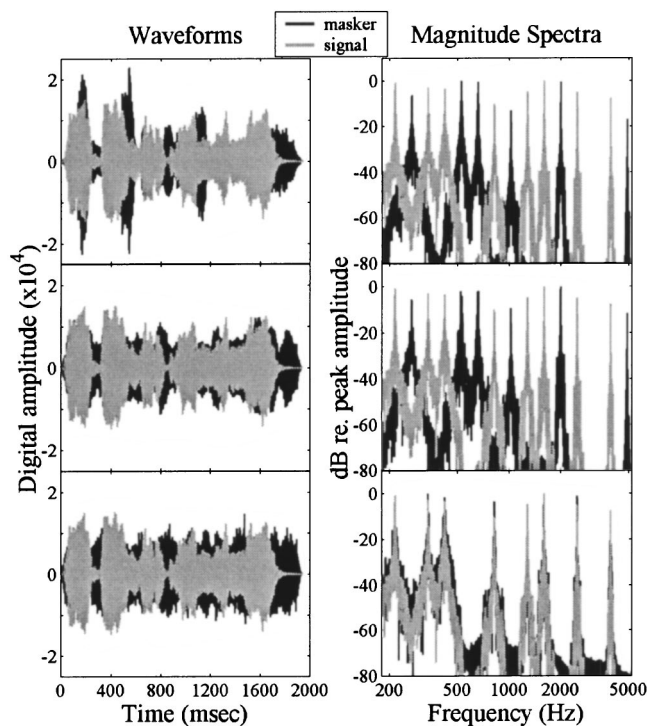 Waveforms
masker
signal
Magnitude Spectra
2
0
-2
2
0
-2
2
0
-2
Digital amplitude (x10⁴)
0 400 800 1200 1600 2000
Time (msec)
0
-20
-40
-60
-80
0
-20
-40
-60
-80
0
-20
-40
-60
-80
dB re. peak amplitude
200 500 1000 2000 5000
Frequency (Hz)